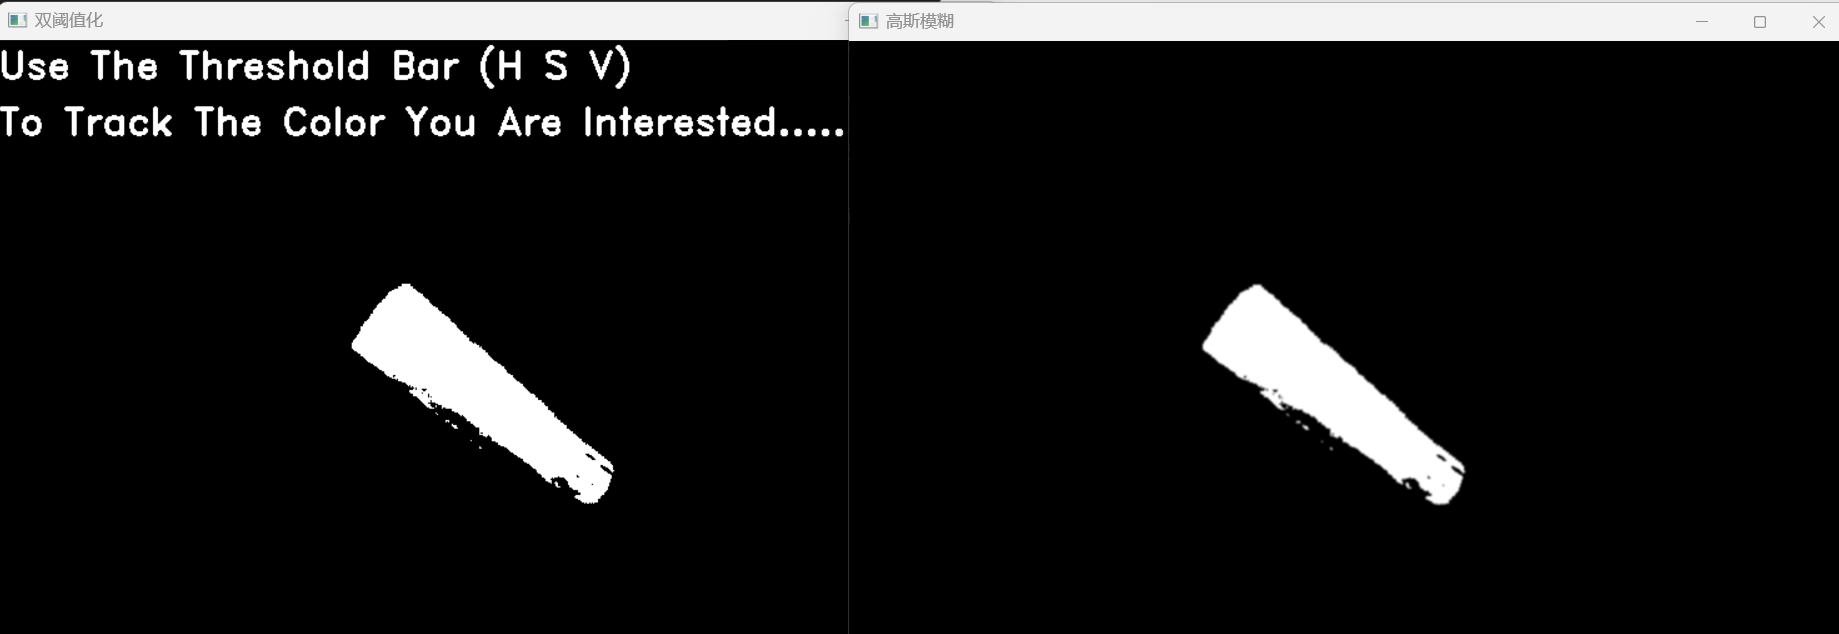 双阈值化
高斯模糊
Use The Threshold Bar (H S V)
To Track The Color You Are Interested.....